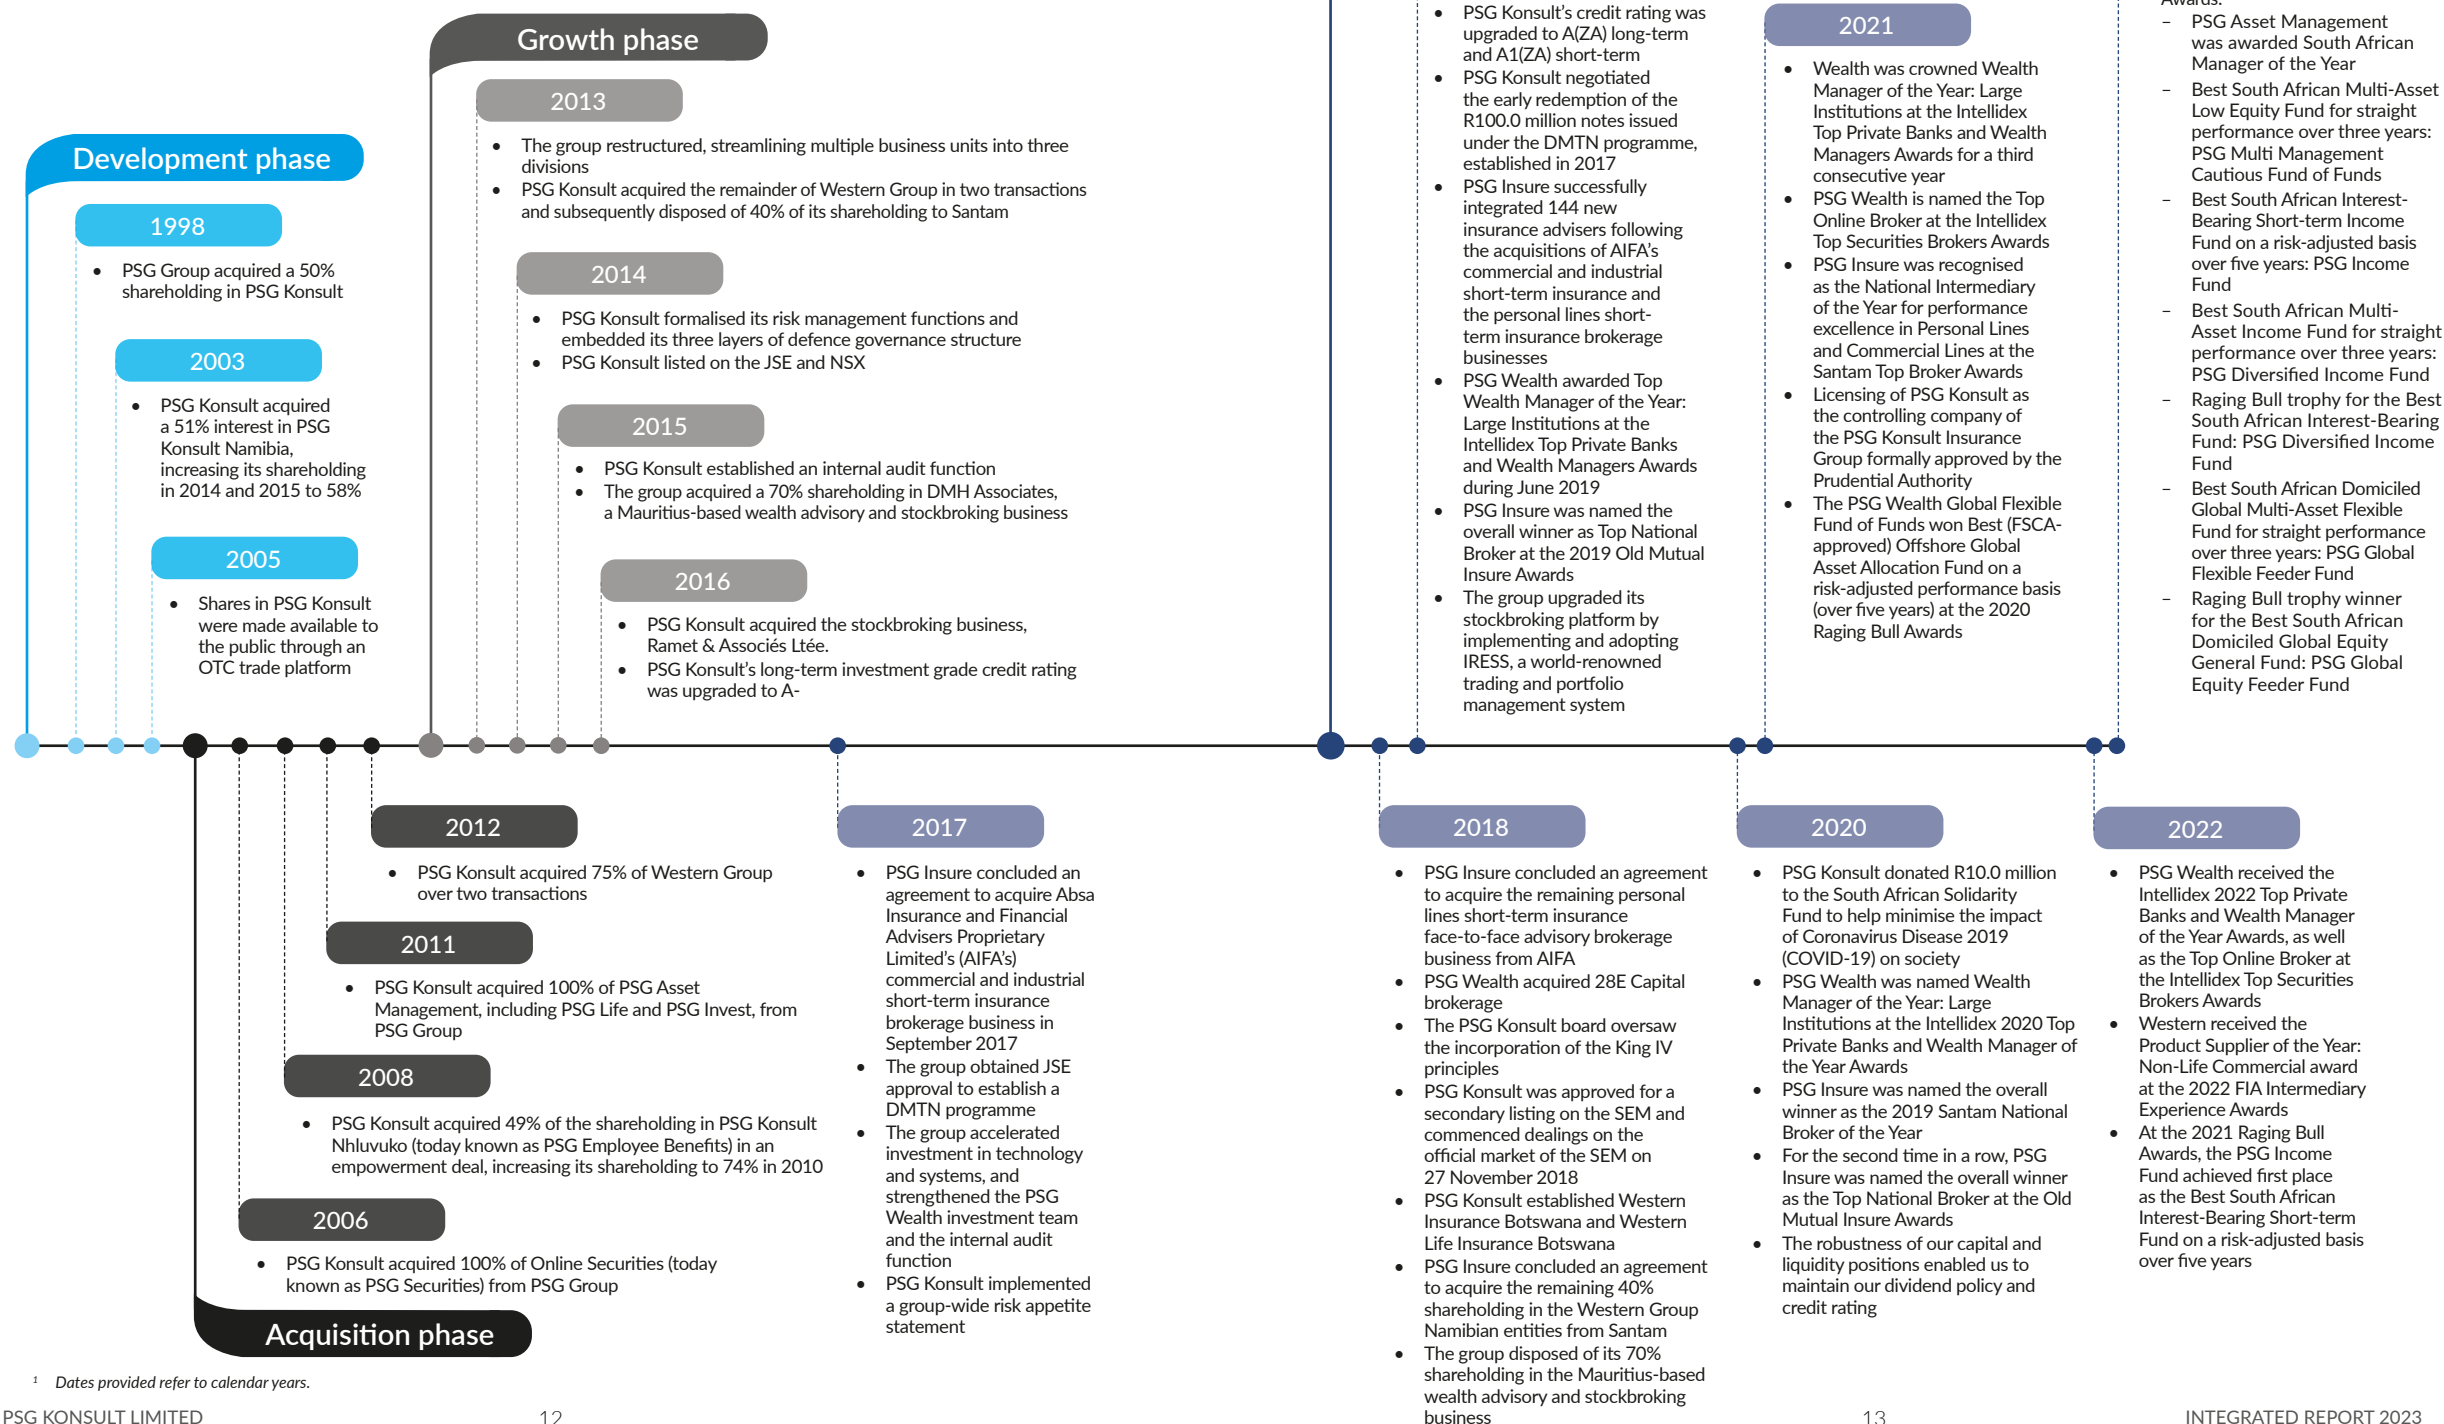 Development phase
1998
• PSG Group acquired a 50%
shareholding in PSG Konsult
2003
• PSG Konsult acquired
a 51% interest in PSG
Konsult Namibia,
increasing its shareholding
in 2014 and 2015 to 58%
2005
• Shares in PSG Konsult
were made available to
the public through an
OTC trade platform
Growth phase
2013
• The group restructured, streamlining multiple business units into three
divisions
• PSG Konsult acquired the remainder of Western Group in two transactions
and subsequently disposed of 40% of its shareholding to Santam
2014
• PSG Konsult formalised its risk management functions and
embedded its three layers of defence governance structure
• PSG Konsult listed on the JSE and NSX
2015
• PSG Konsult established an internal audit function
• The group acquired a 70% shareholding in DMH Associates,
a Mauritius-based wealth advisory and stockbroking business
2016
• PSG Konsult acquired the stockbroking business,
Ramet & Associés Ltée.
• PSG Konsult's long-term investment grade credit rating
was upgraded to A-
• PSG Konsult's credit rating was
upgraded to A(ZA) long-term
and A1(ZA) short-term
• PSG Konsult negotiated
the early redemption of the
R100.0 million notes issued
under the DMTN programme,
established in 2017
• PSG Insure successfully
integrated 144 new
insurance advisers following
the acquisitions of AIFA's
commercial and industrial
short-term insurance and
the personal lines short-
term insurance brokerage
businesses
• PSG Wealth awarded Top
Wealth Manager of the Year:
Large Institutions at the
Intellidex Top Private Banks
and Wealth Managers Awards
during June 2019
• PSG Insure was named the
overall winner as Top National
Broker at the 2019 Old Mutual
Insure Awards
• The group upgraded its
stockbroking platform by
implementing and adopting
IRESS, a world-renowned
trading and portfolio
management system
2021
• Wealth was crowned Wealth
Manager of the Year: Large
Institutions at the Intellidex
Top Private Banks and Wealth
Managers Awards for a third
consecutive year
• PSG Wealth is named the Top
Online Broker at the Intellidex
Top Securities Brokers Awards
• PSG Insure was recognised
as the National Intermediary
of the Year for performance
excellence in Personal Lines
and Commercial Lines at the
Santam Top Broker Awards
• Licensing of PSG Konsult as
the controlling company of
the PSG Konsult Insurance
Group formally approved by the
Prudential Authority
• The PSG Wealth Global Flexible
Fund of Funds won Best (FSCA-
approved) Offshore Global
Asset Allocation Fund on a
risk-adjusted performance basis
(over five years) at the 2020
Raging Bull Awards
Awards:
– PSG Asset Management
was awarded South African
Manager of the Year
– Best South African Multi-Asset
Low Equity Fund for straight
performance over three years:
PSG Multi Management
Cautious Fund of Funds
– Best South African Interest-
Bearing Short-term Income
Fund on a risk-adjusted basis
over five years: PSG Income
Fund
– Best South African Multi-
Asset Income Fund for straight
performance over three years:
PSG Diversified Income Fund
– Raging Bull trophy for the Best
South African Interest-Bearing
Fund: PSG Diversified Income
Fund
– Best South African Domiciled
Global Multi-Asset Flexible
Fund for straight performance
over three years: PSG Global
Flexible Feeder Fund
– Raging Bull trophy winner
for the Best South African
Domiciled Global Equity
General Fund: PSG Global
Equity Feeder Fund
2012
• PSG Konsult acquired 75% of Western Group
over two transactions
2011
• PSG Konsult acquired 100% of PSG Asset
Management, including PSG Life and PSG Invest, from
PSG Group
2008
• PSG Konsult acquired 49% of the shareholding in PSG Konsult
Nhluvuko (today known as PSG Employee Benefits) in an
empowerment deal, increasing its shareholding to 74% in 2010
2006
• PSG Konsult acquired 100% of Online Securities (today
known as PSG Securities) from PSG Group
Acquisition phase
2017
• PSG Insure concluded an
agreement to acquire Absa
Insurance and Financial
Advisers Proprietary
Limited's (AIFA's)
commercial and industrial
short-term insurance
brokerage business in
September 2017
• The group obtained JSE
approval to establish a
DMTN programme
• The group accelerated
investment in technology
and systems, and
strengthened the PSG
Wealth investment team
and the internal audit
function
• PSG Konsult implemented
a group-wide risk appetite
statement
2018
• PSG Insure concluded an agreement
to acquire the remaining personal
lines short-term insurance
face-to-face advisory brokerage
business from AIFA
• PSG Wealth acquired 28E Capital
brokerage
• The PSG Konsult board oversaw
the incorporation of the King IV
principles
• PSG Konsult was approved for a
secondary listing on the SEM and
commenced dealings on the
official market of the SEM on
27 November 2018
• PSG Konsult established Western
Insurance Botswana and Western
Life Insurance Botswana
• PSG Insure concluded an agreement
to acquire the remaining 40%
shareholding in the Western Group
Namibian entities from Santam
• The group disposed of its 70%
shareholding in the Mauritius-based
wealth advisory and stockbroking
business
2020
• PSG Konsult donated R10.0 million
to the South African Solidarity
Fund to help minimise the impact
of Coronavirus Disease 2019
(COVID-19) on society
• PSG Wealth was named Wealth
Manager of the Year: Large
Institutions at the Intellidex 2020 Top
Private Banks and Wealth Manager of
the Year Awards
• PSG Insure was named the overall
winner as the 2019 Santam National
Broker of the Year
• For the second time in a row, PSG
Insure was named the overall winner
as the Top National Broker at the Old
Mutual Insure Awards
• The robustness of our capital and
liquidity positions enabled us to
maintain our dividend policy and
credit rating
2022
• PSG Wealth received the
Intellidex 2022 Top Private
Banks and Wealth Manager
of the Year Awards, as well
as the Top Online Broker at
the Intellidex Top Securities
Brokers Awards
• Western received the
Product Supplier of the Year:
Non-Life Commercial award
at the 2022 FIA Intermediary
Experience Awards
• At the 2021 Raging Bull
Awards, the PSG Income
Fund achieved first place
as the Best South African
Interest-Bearing Short-term
Fund on a risk-adjusted basis
over five years
1 Dates provided refer to calendar years.
PSG KONSULT LIMITED
12
13
INTEGRATED REPORT 2023